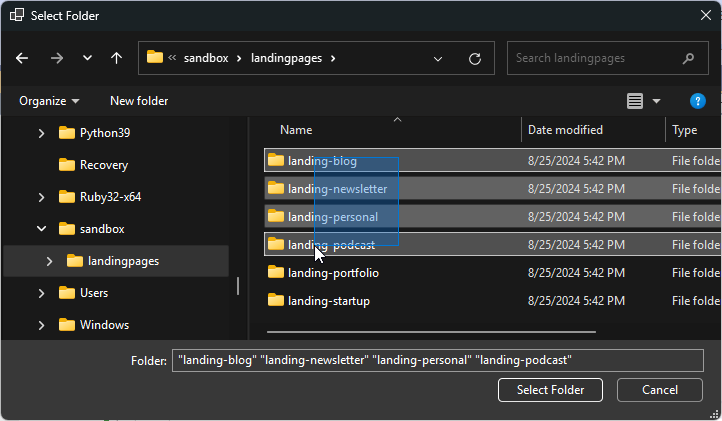 Select Folder
sandbox landingpages
Search landingpages
Organize New folder
Name Date modified Type
Python39
Recovery
Ruby32-x64
sandbox
landingpages
Users
Windows
landing-blog 8/25/2024 5:42 PM File folde
landing-newsletter 8/25/2024 5:42 PM File folde
landing-personal 8/25/2024 5:42 PM File folde
landing-podcast 8/25/2024 5:42 PM File folde
landing-portfolio 8/25/2024 5:42 PM File folde
landing-startup 8/25/2024 5:42 PM File folde
Folder: "landing-blog" "landing-newsletter" "landing-personal" "landing-podcast"
Select Folder Cancel